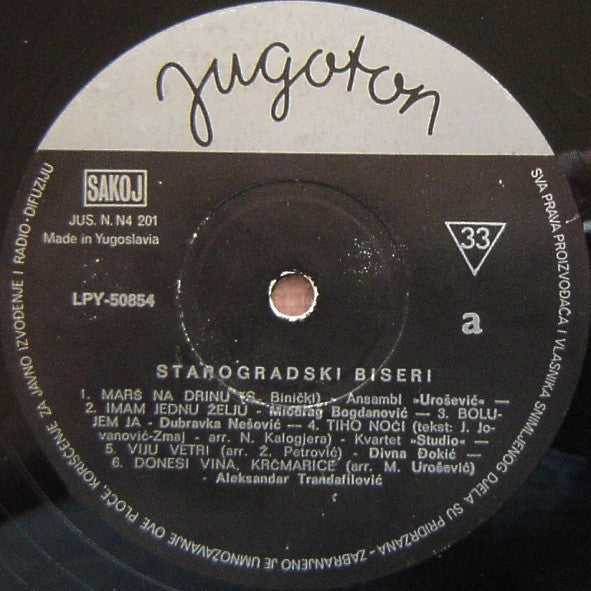 Jugoton
SAKOJ
JUS. N. N4 201
Made in Yugoslavia
33
LPY-50854
a
STAROGRADSKI BISERI
1. MARŠ NA DRINU (S. Binički) - Ansambl »Urošević« —
— 2. IMAM JEDNU ŽELJU - Miodrag Bogdanović — 3. BOLU-
JEM JA - Dubravka Nešović — 4. TIHO NOĆI (tekst: J. Jo-
vanović-Zmaj - arr. N. Kalogjera) - Kvartet »Studio« —
5. VIJU VETRI (arr. Ž. Petrović) - Divna Đokić —
6. DONESI VINA, KRČMARICE (arr. M. Urošević)
- Aleksandar Trandafilović
SVA PRAVA PROIZVOĐAČA I VLASNIKA SNIMLJENOG DJELA SU PRIDRŽANA - ZABRANJENO JE UMNOŽAVANJE OVE PLOČE, KORIŠĆENJE ZA JAVNO IZVOĐENJE I RADIO-DIFUZIJU